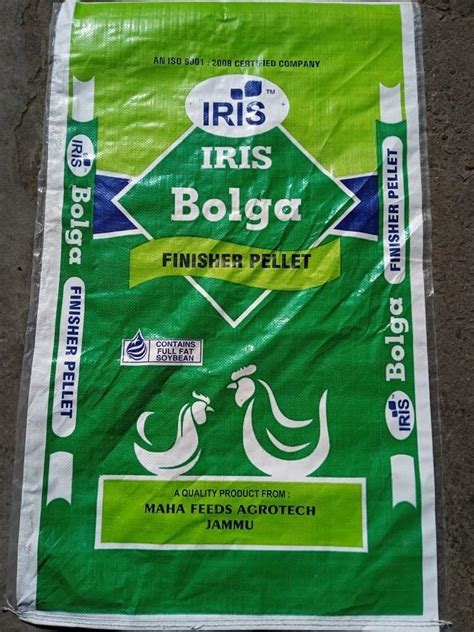 AN ISO 9001 : 2008 CERTIFIED COMPANY
IRIS™
IRIS
Bolga
FINISHER PELLET
CONTAINS
FULL FAT
SOYBEAN
A QUALITY PRODUCT FROM :
MAHA FEEDS AGROTECH
JAMMU
IRIS
Bolga
FINISHER PELLET
IRIS
Bolga
FINISHER PELLET